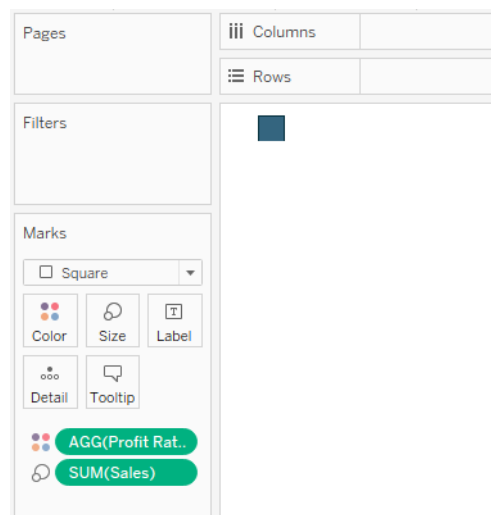 Pages
iii Columns
Rows
Filters
Marks
Square
Color Size Label
Detail Tooltip
AGG(Profit Rat..
SUM(Sales)